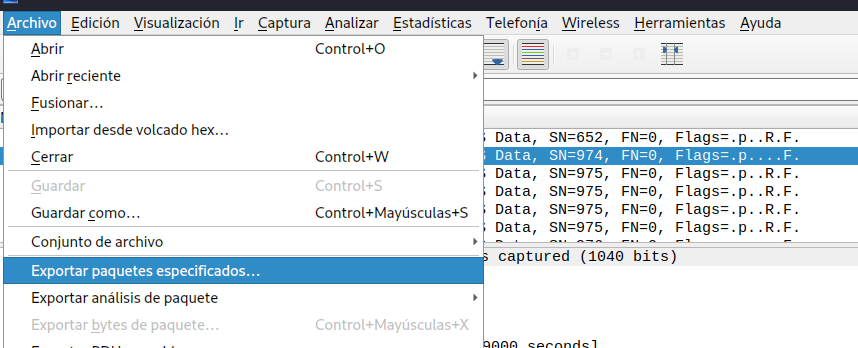 Archivo Edición Visualización Ir Captura Analizar Estadísticas Telefonía Wireless Herramientas Ayuda
Abrir Control+O
Abrir reciente
Fusionar...
Importar desde volcado hex...
Cerrar Control+W
Guardar Control+S
Guardar como... Control+Mayúsculas+S
Conjunto de archivo
Exportar paquetes especificados...
Exportar análisis de paquete
Exportar bytes de paquete... Control+Mayúsculas+X
Data, SN=652, FN=0, Flags=.p..R.F.
Data, SN=974, FN=0, Flags=.p....F.
Data, SN=975, FN=0, Flags=.p..R.F.
Data, SN=975, FN=0, Flags=.p..R.F.
Data, SN=975, FN=0, Flags=.p..R.F.
Data, SN=975, FN=0, Flags=.p..R.F.
s captured (1040 bits)
0000 seconds]